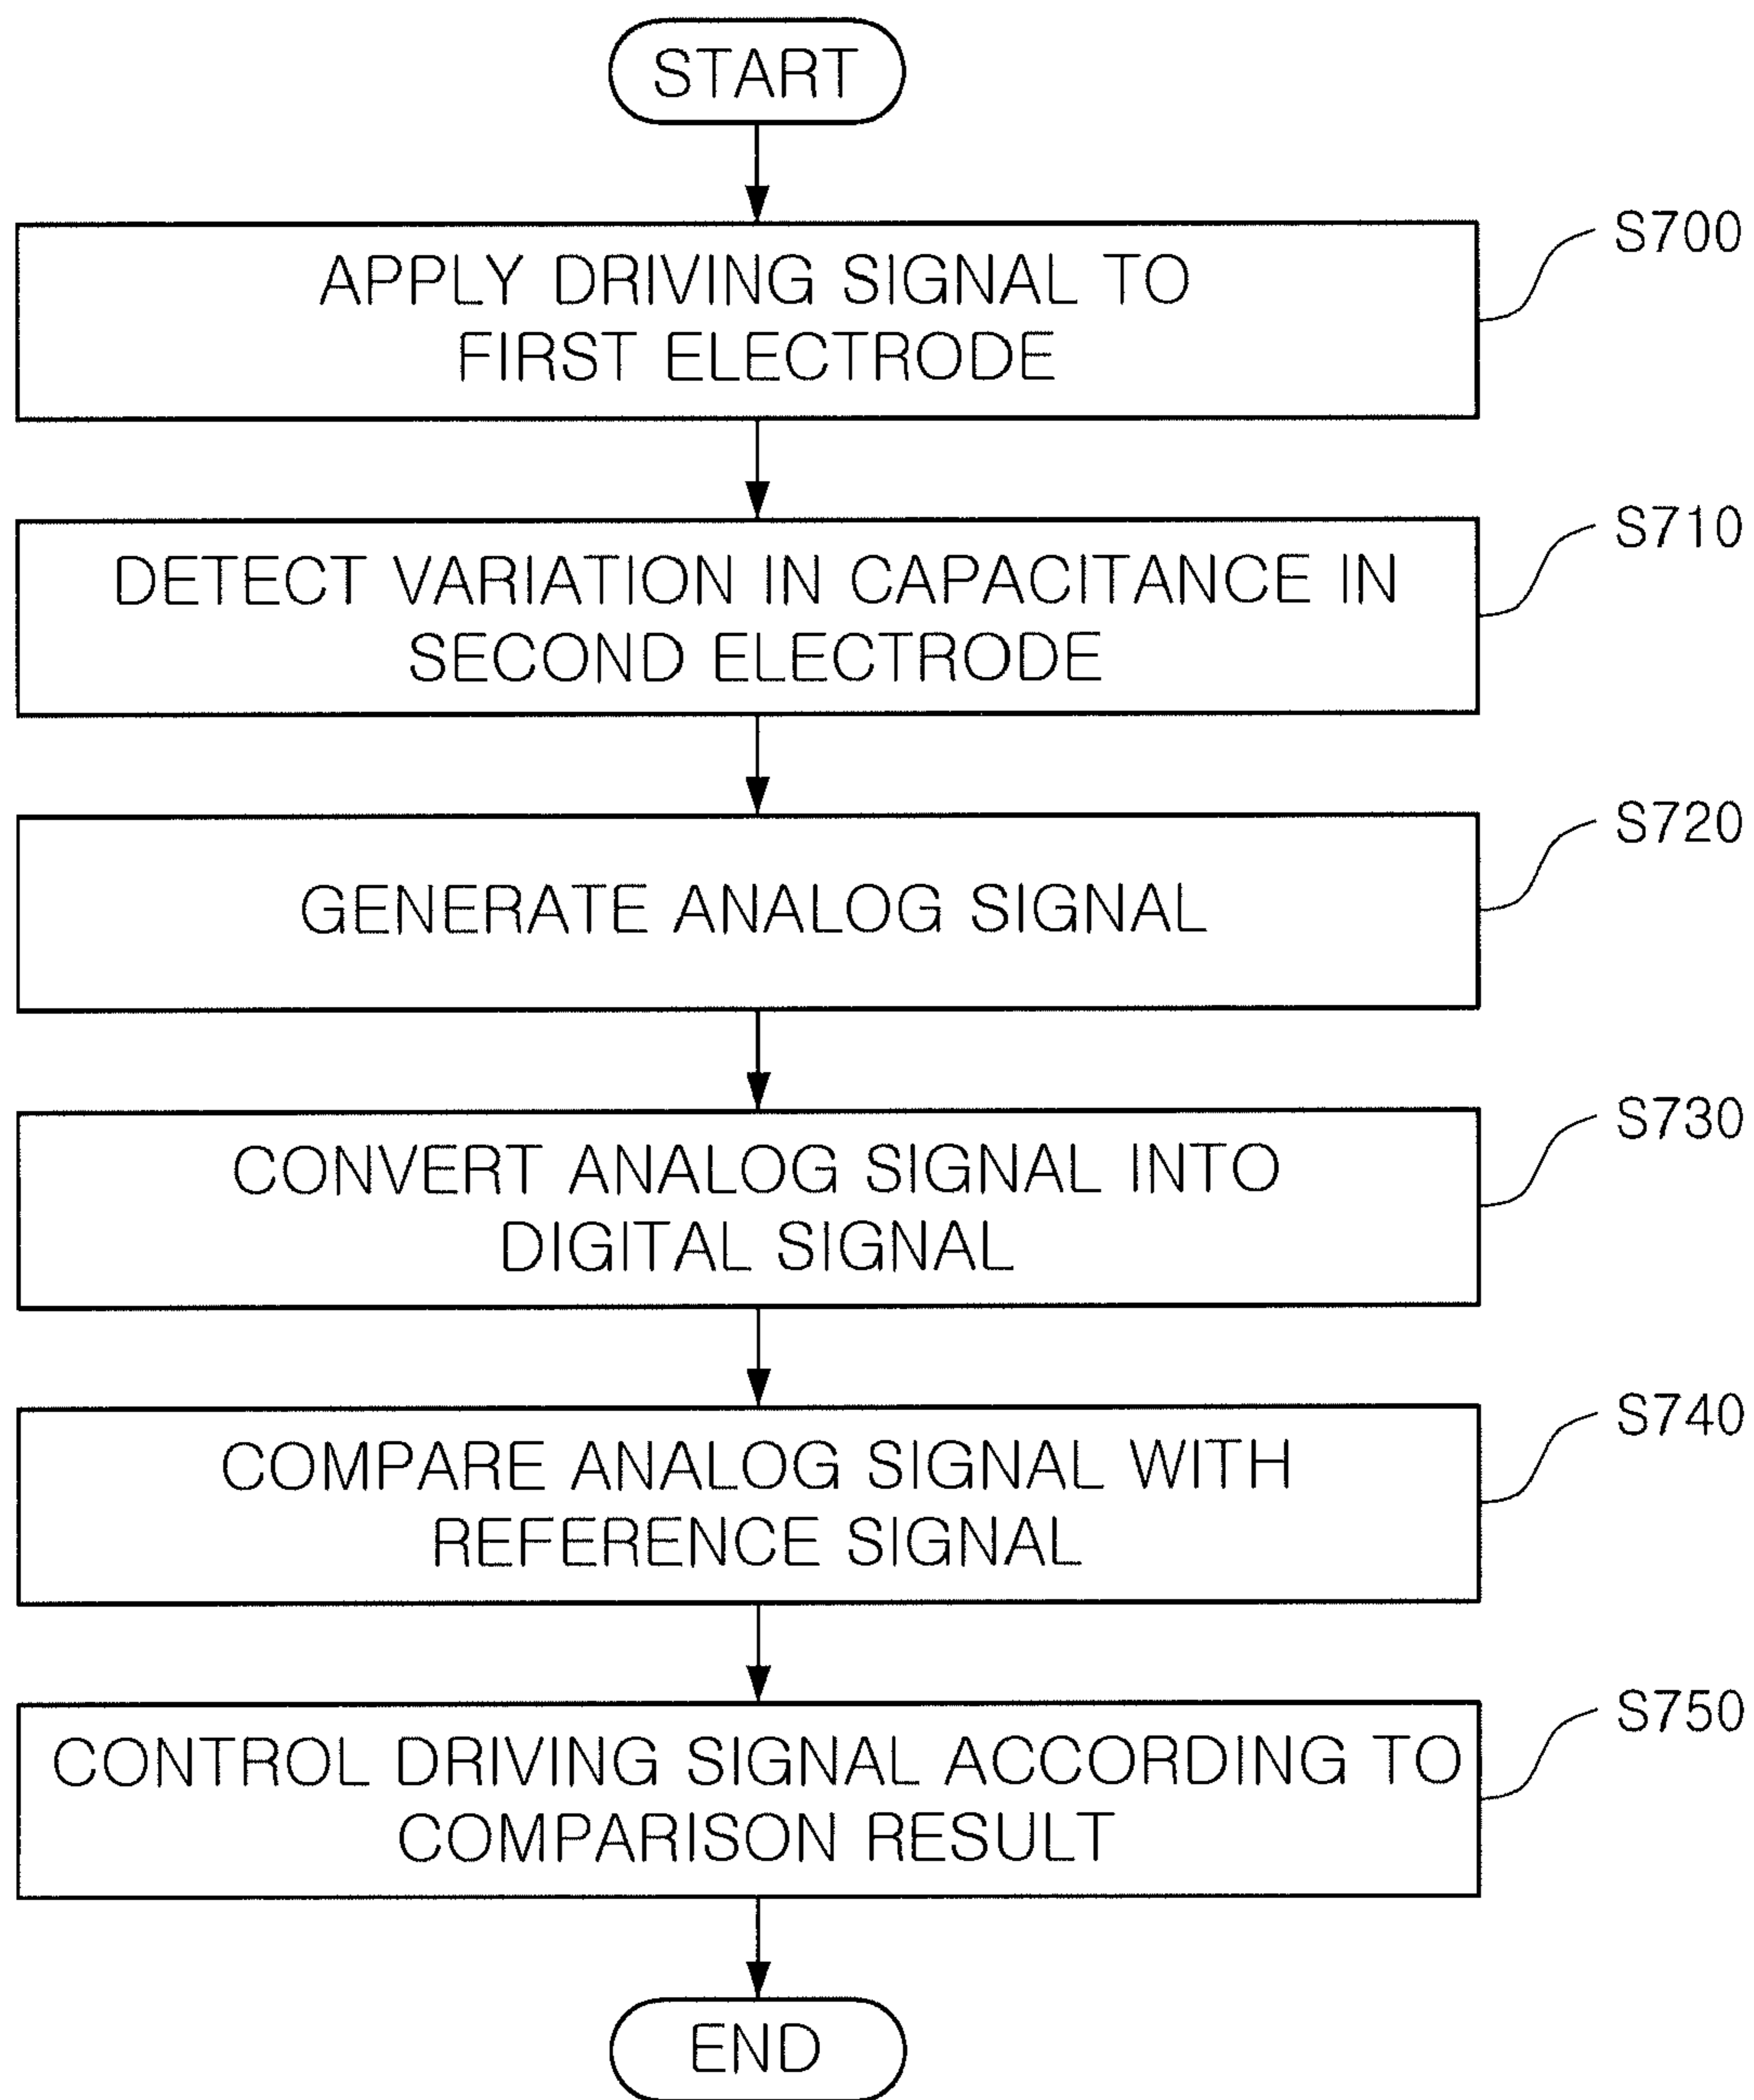 START
APPLY DRIVING SIGNAL TO
FIRST ELECTRODE
S700
DETECT VARIATION IN CAPACITANCE IN
SECOND ELECTRODE
S710
GENERATE ANALOG SIGNAL
S720
CONVERT ANALOG SIGNAL INTO
DIGITAL SIGNAL
S730
COMPARE ANALOG SIGNAL WITH
REFERENCE SIGNAL
S740
CONTROL DRIVING SIGNAL ACCORDING TO
COMPARISON RESULT
S750
END